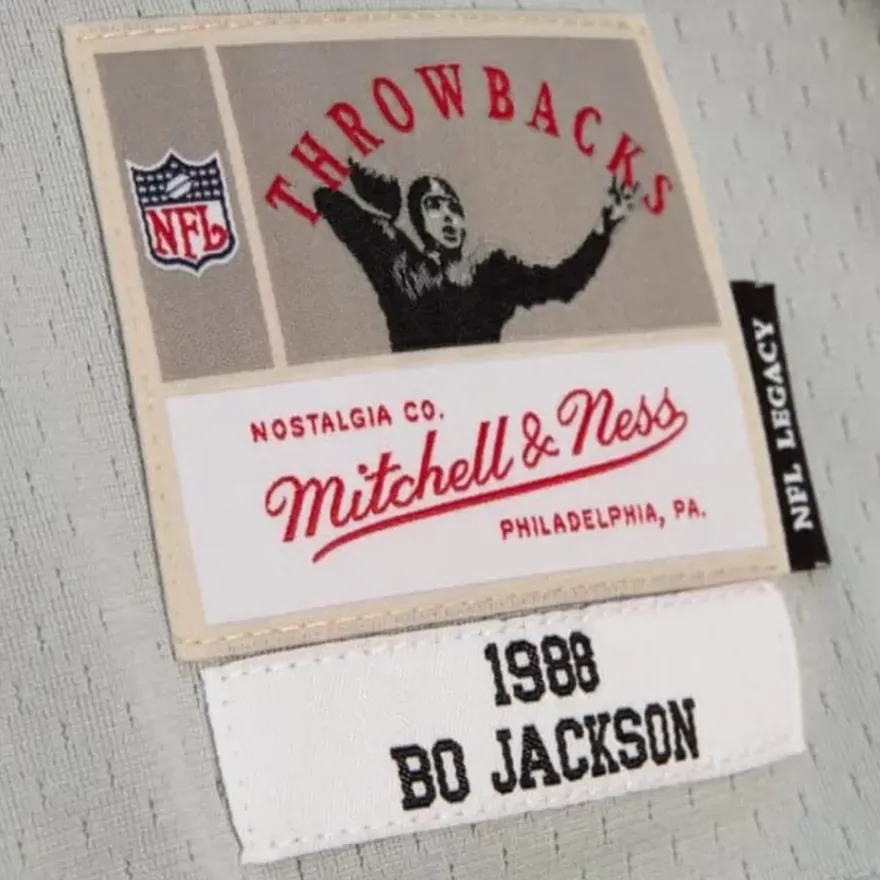 THROWBACKS
NFL
NOSTALGIA CO.
Mitchell & Ness
PHILADELPHIA, PA.
NFL LEGACY
1988
BO JACKSON